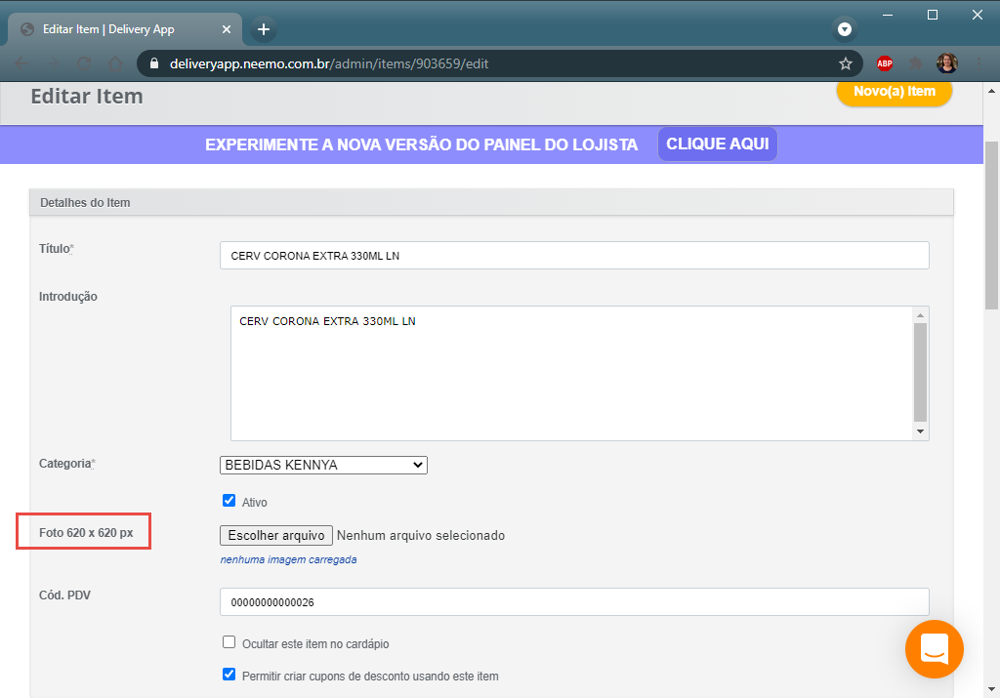 Editar Item | Delivery App
deliveryapp.neemo.com.br/admin/items/903659/edit
ABP
Editar Item
Novo(a) Item
EXPERIMENTE A NOVA VERSÃO DO PAINEL DO LOJISTA CLIQUE AQUI
Detalhes do Item
Título* CERV CORONA EXTRA 330ML LN
Introdução
CERV CORONA EXTRA 330ML LN
Categoria* BEBIDAS KENNYA
Ativo
Foto 620 x 620 px Escolher arquivo Nenhum arquivo selecionado
nenhuma imagem carregada
Cód. PDV 00000000000026
Ocultar este item no cardápio
Permitir criar cupons de desconto usando este item